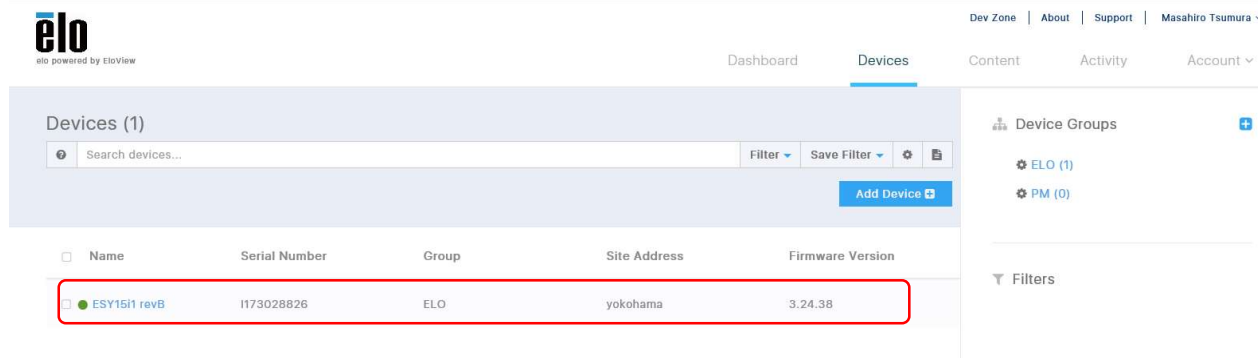 elo
elo powered by EloView
Dev Zone | About | Support | Masahiro Tsumura
Dashboard Devices Content Activity Account
Devices (1)
Search devices...
Filter Save Filter
Add Device
Device Groups
ELO (1)
PM (0)
Filters
Name Serial Number Group Site Address Firmware Version
ESY15i1 revB I173028826 ELO yokohama 3.24.38